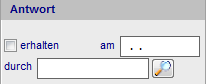 Antwort
erhalten am . .
durch